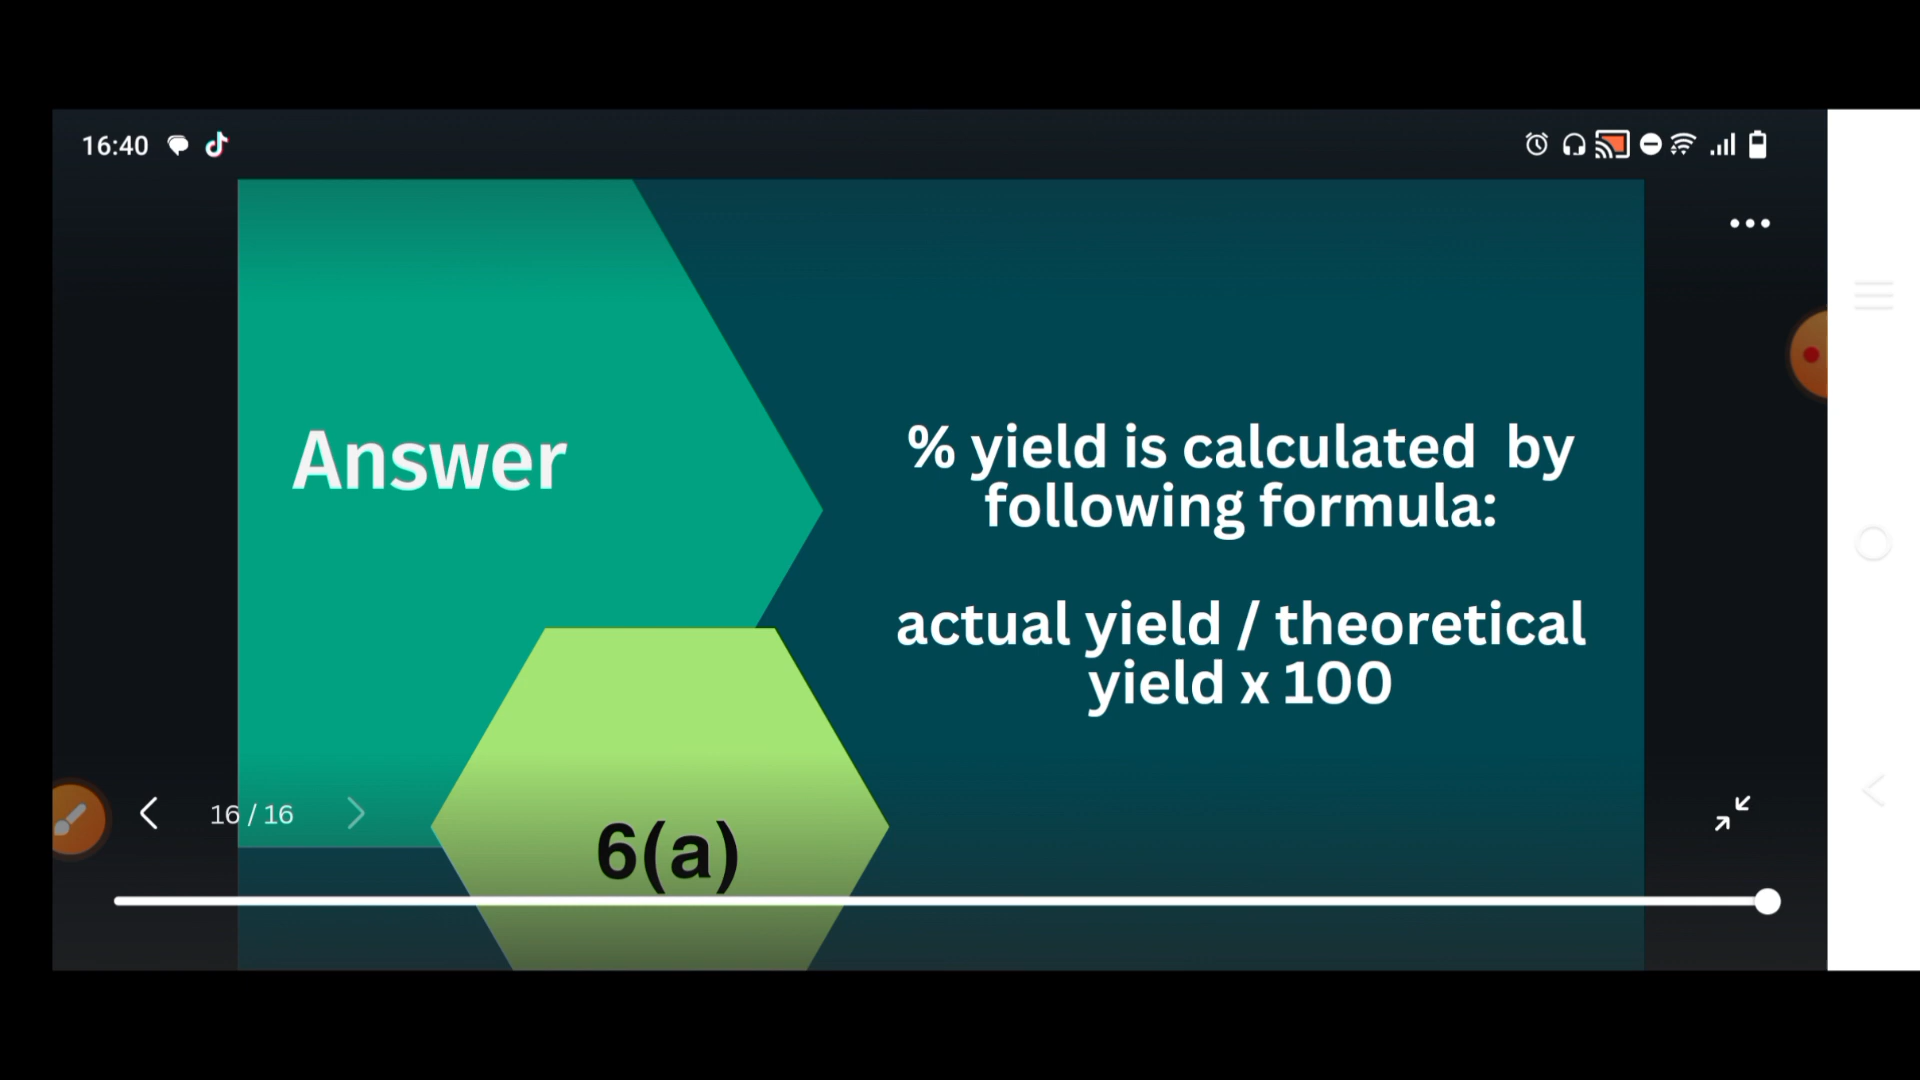 16:40
Answer
% yield is calculated  by
following formula:
actual yield / theoretical
yield x 100
16 / 16
6(a)